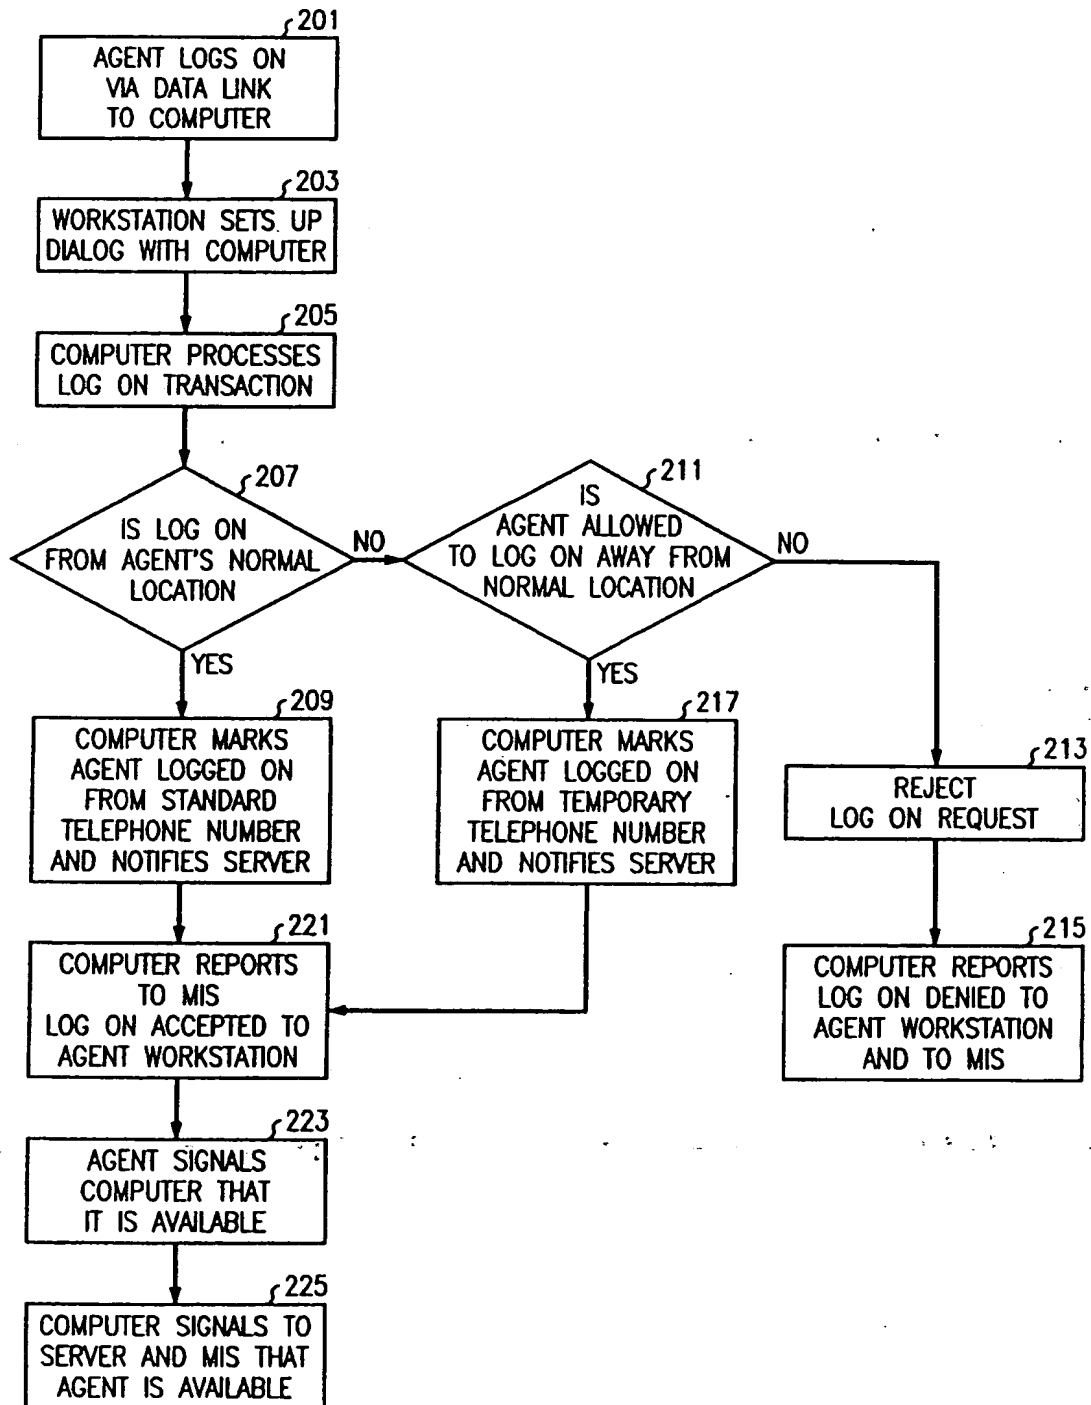 201
AGENT LOGS ON
VIA DATA LINK
TO COMPUTER
203
WORKSTATION SETS UP
DIALOG WITH COMPUTER
205
COMPUTER PROCESSES
LOG ON TRANSACTION
207
IS LOG ON
FROM AGENT'S NORMAL
LOCATION
NO
YES
211
IS
AGENT ALLOWED
TO LOG ON AWAY FROM
NORMAL LOCATION
NO
YES
209
COMPUTER MARKS
AGENT LOGGED ON
FROM STANDARD
TELEPHONE NUMBER
AND NOTIFIES SERVER
217
COMPUTER MARKS
AGENT LOGGED ON
FROM TEMPORARY
TELEPHONE NUMBER
AND NOTIFIES SERVER
213
REJECT
LOG ON REQUEST
221
COMPUTER REPORTS
TO MIS
LOG ON ACCEPTED TO
AGENT WORKSTATION
215
COMPUTER REPORTS
LOG ON DENIED TO
AGENT WORKSTATION
AND TO MIS
223
AGENT SIGNALS
COMPUTER THAT
IT IS AVAILABLE
225
COMPUTER SIGNALS TO
SERVER AND MIS THAT
AGENT IS AVAILABLE